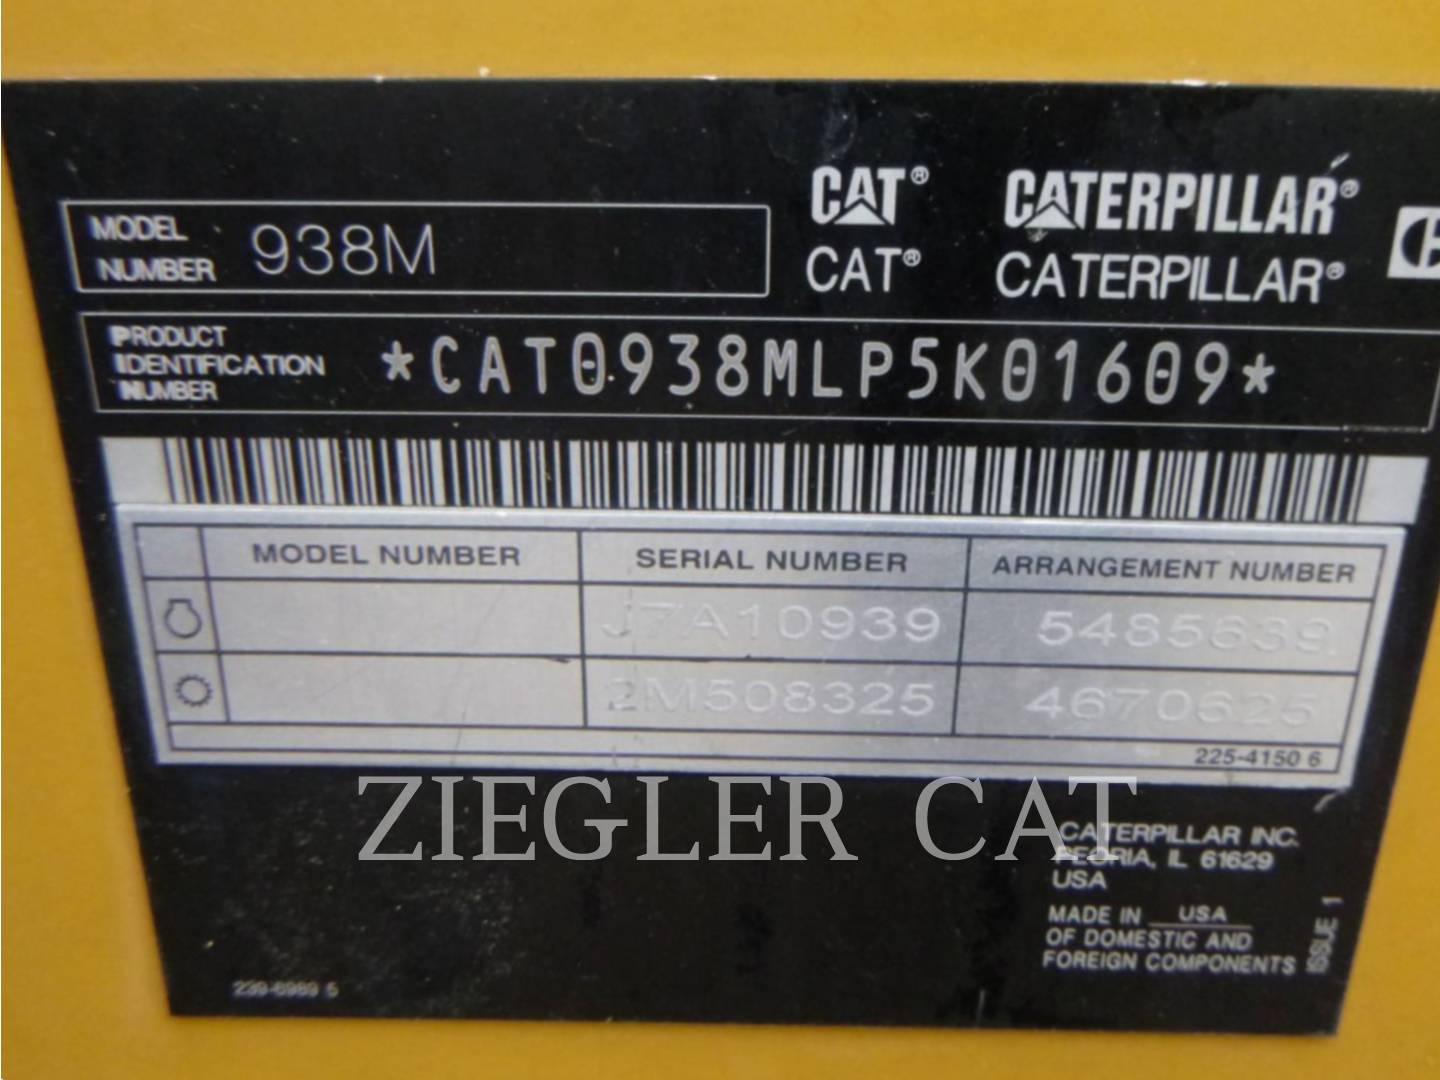 CAT® CATERPILLAR®
CAT® CATERPILLAR®
MODEL
NUMBER 938M
PRODUCT
IDENTIFICATION
NUMBER
*CAT0938MLP5K01609*
MODEL NUMBER SERIAL NUMBER ARRANGEMENT NUMBER
J7A10939 5485639
2M508325 4670625
225-4150 6
ZIEGLER CAT
CATERPILLAR INC.
PEORIA, IL 61629
USA
MADE IN USA
OF DOMESTIC AND
FOREIGN COMPONENTS
ISSUE 1
239-6989 5